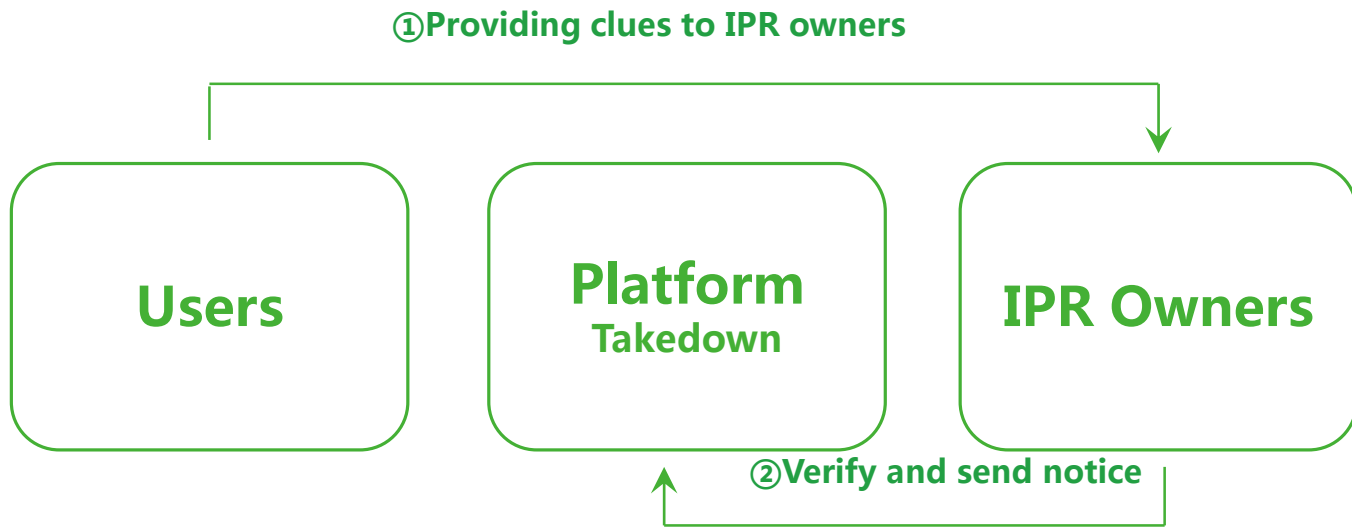 ①Providing clues to IPR owners
Users
Platform
Takedown
IPR Owners
②Verify and send notice